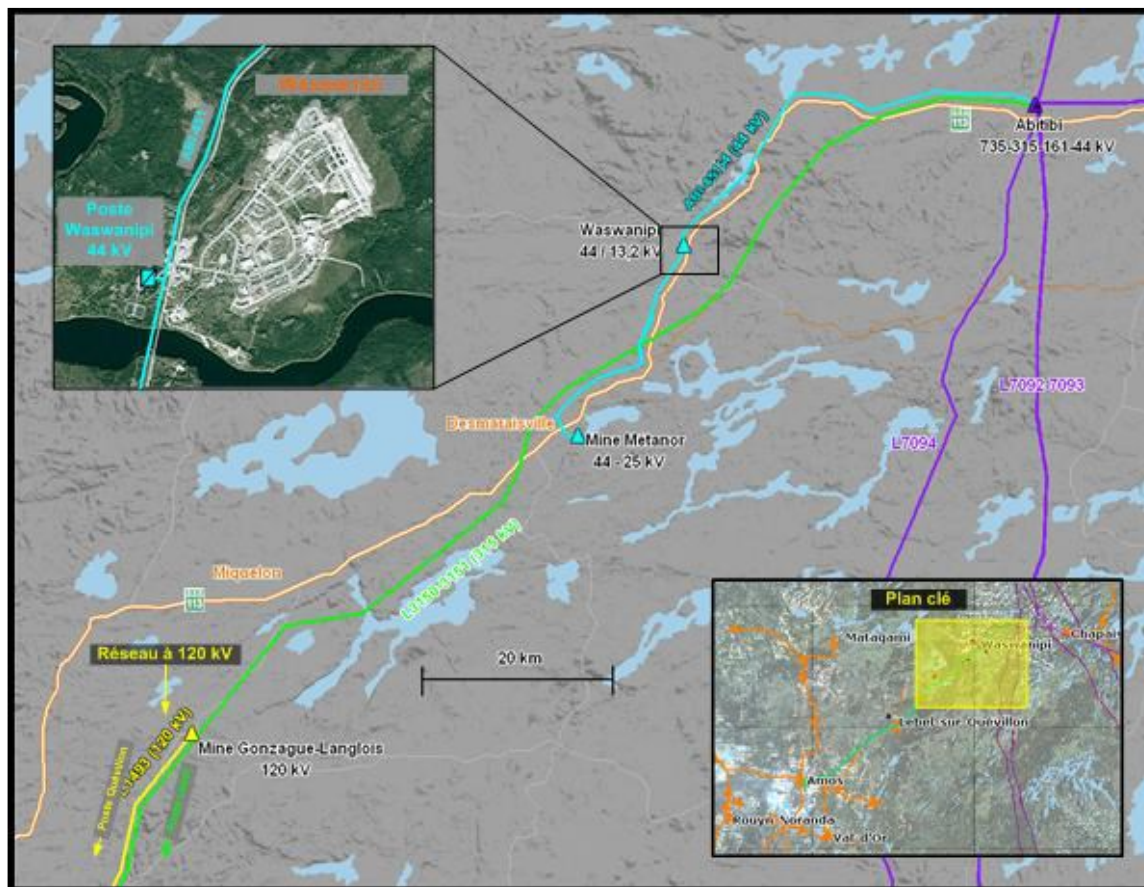 Poste
Waswanipi
44 kV
Abitibi
735-315-161-44 kV
113
Waswanipi
44 / 13,2 kV
L7092 7093
L7094
Desmaraisville
Mine Metanor
44 - 25 kV
Miquelon
113
20 km
Réseau à 120 kV
Mine Gonzague-Langlois
120 kV
Poste Quévillon
Plan clé
Matagami
Waswanipi
Chapai
Lebel-sur-Quévillon
Amos
Rouyn Noranda
Val d'Or